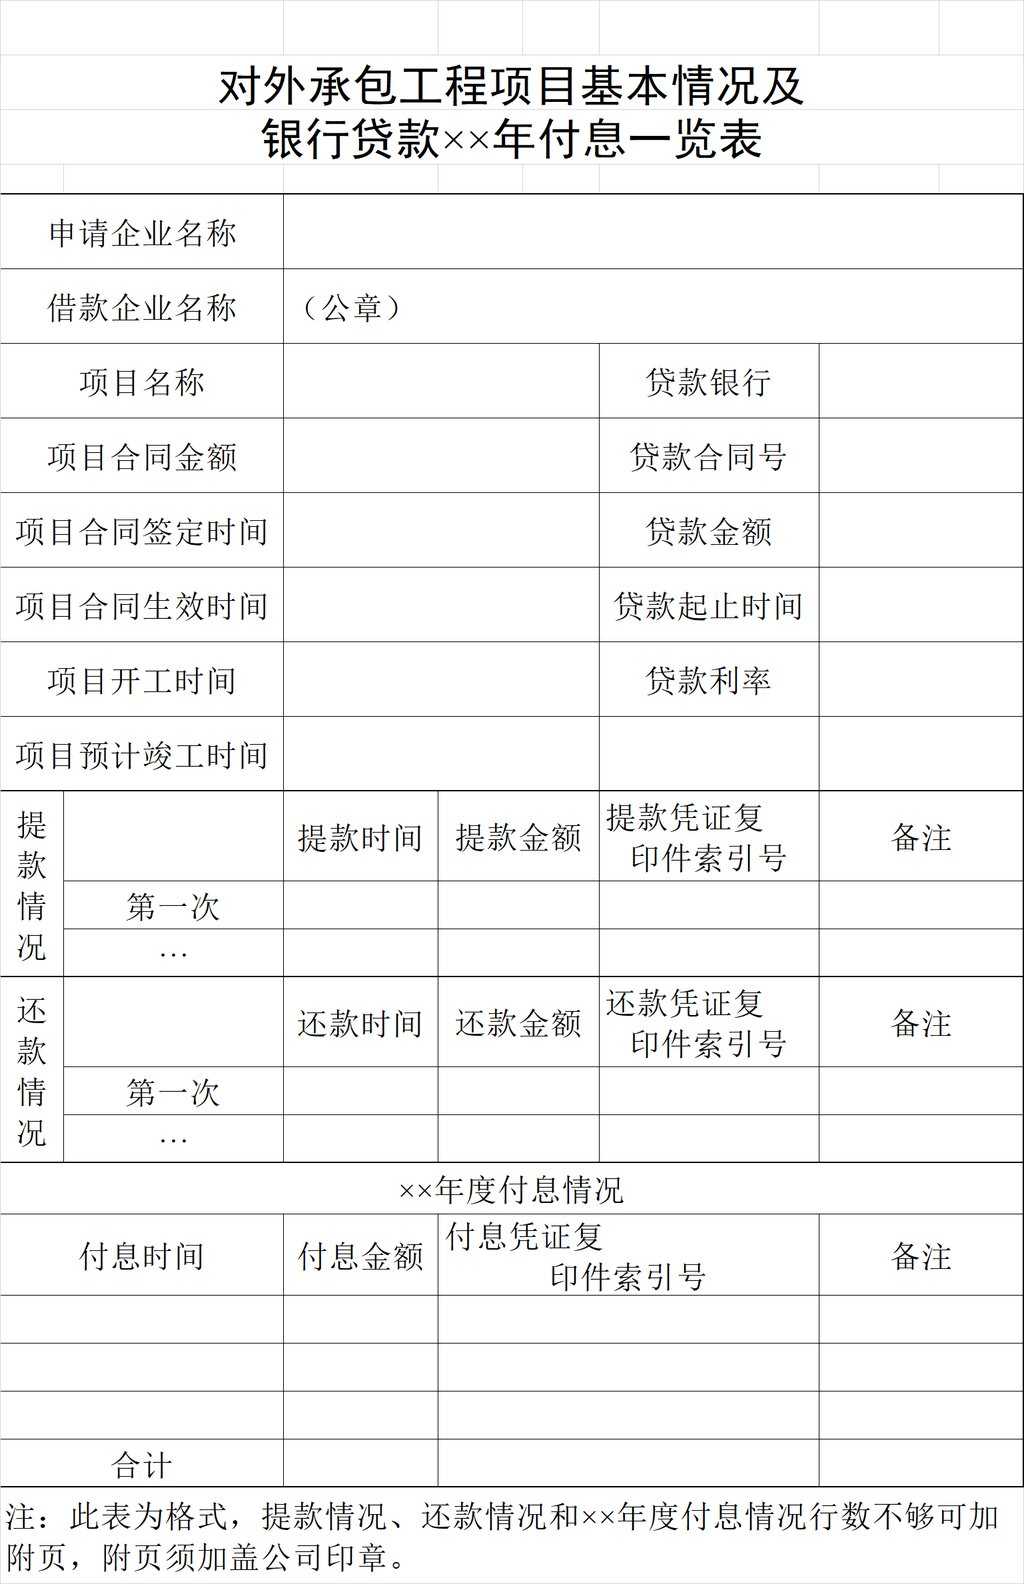 对外承包工程项目基本情况及
银行贷款××年付息一览表
申请企业名称
借款企业名称 （公章）
项目名称 贷款银行
项目合同金额 贷款合同号
项目合同签定时间 贷款金额
项目合同生效时间 贷款起止时间
项目开工时间 贷款利率
项目预计竣工时间
提款情况
提款时间 提款金额 提款凭证复印件索引号 备注
第一次
…
还款情况
还款时间 还款金额 还款凭证复印件索引号 备注
第一次
…
××年度付息情况
付息时间 付息金额 付息凭证复印件索引号 备注
合计
注：此表为格式，提款情况、还款情况和××年度付息情况行数不够可加
附页，附页须加盖公司印章。